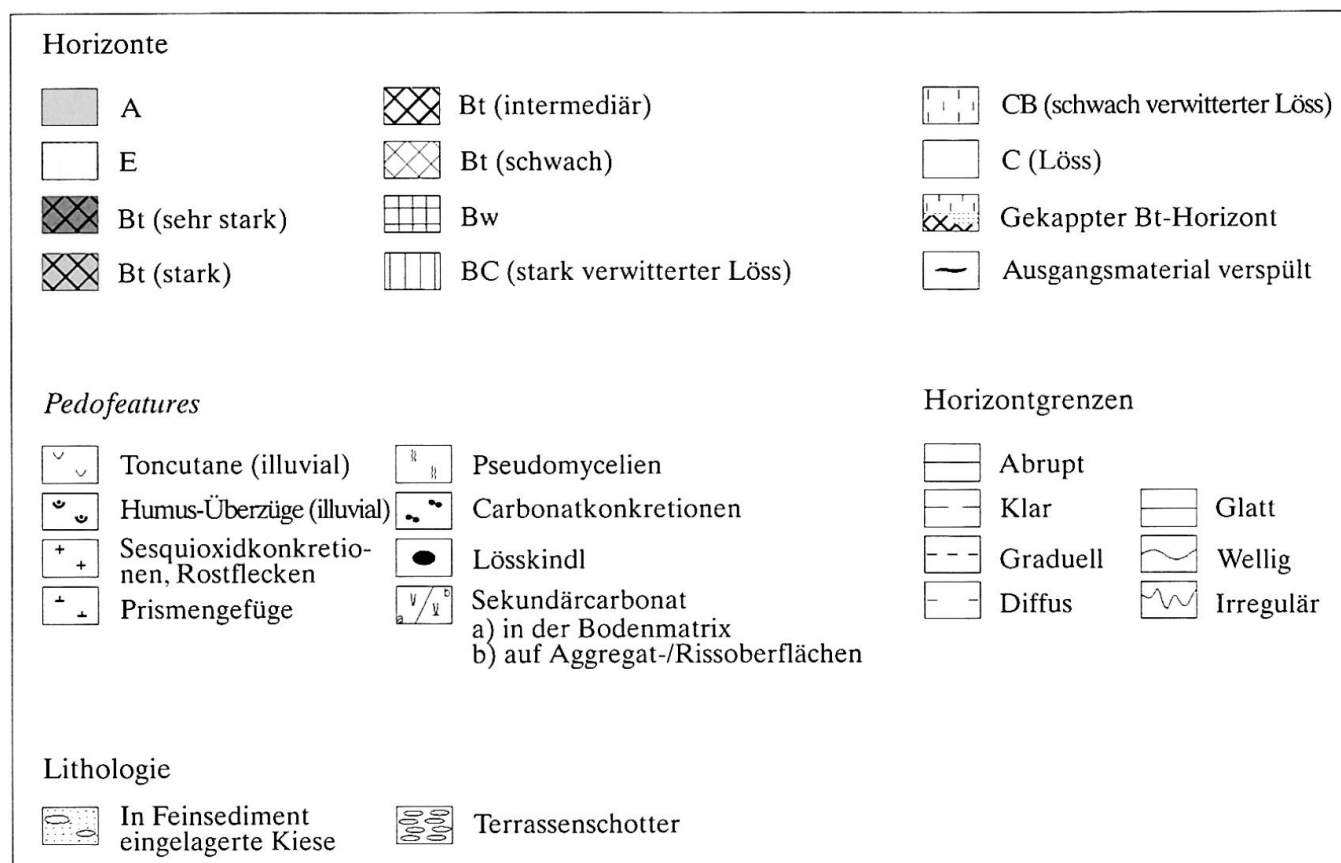 Horizonte
A
E
Bt (sehr stark)
Bt (stark)
Bt (intermediär)
Bt (schwach)
Bw
BC (stark verwitterter Löss)
CB (schwach verwitterter Löss)
C (Löss)
Gekappter Bt-Horizont
Ausgangsmaterial verspült
Pedofeatures
Toncutane (illuvial)
Humus-Überzüge (illuvial)
Sesquioxidkonkretio-
nen, Rostflecken
Prismengefüge
Pseudomycelien
Carbonatkonkretionen
Lösskindl
a b
Sekundärcarbonat
a) in der Bodenmatrix
b) auf Aggregat-/Rissoberflächen
Horizontgrenzen
Abrupt
Klar
Graduell
Diffus
Glatt
Wellig
Irregulär
Lithologie
In Feinsediment
eingelagerte Kiese
Terrassenschotter